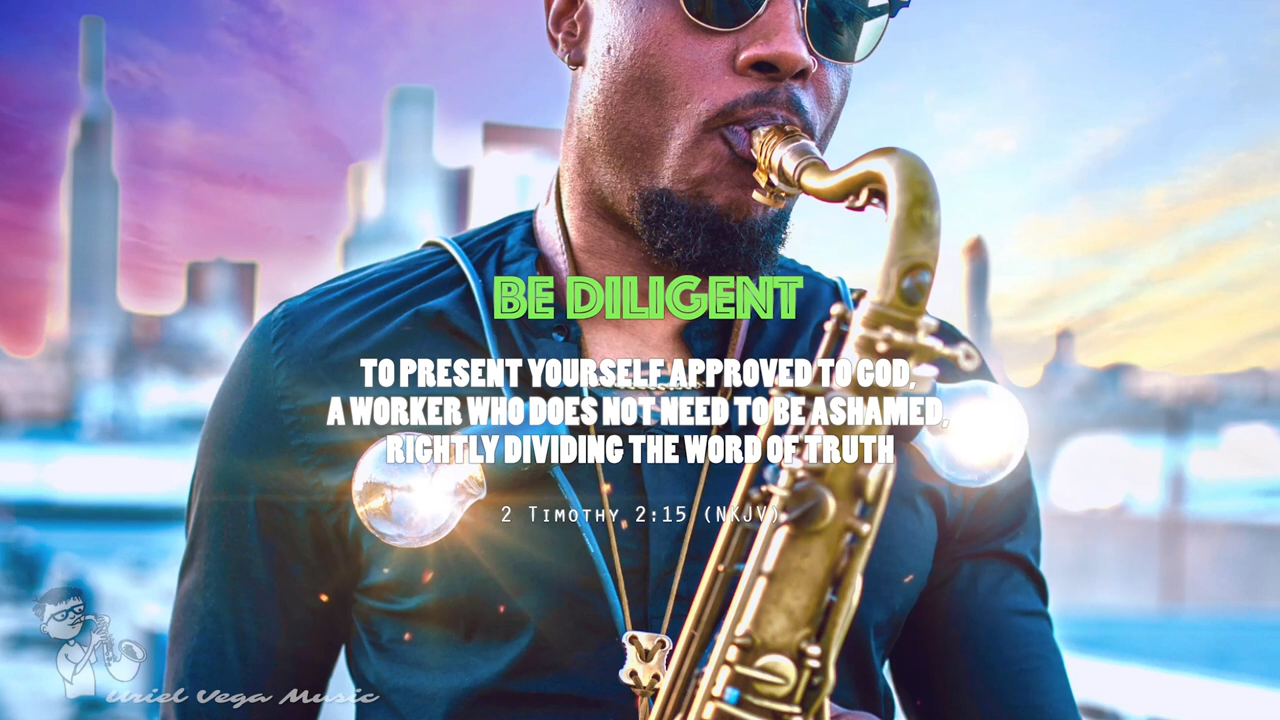 BE DILIGENT
TO PRESENT YOURSELF APPROVED TO GOD,
A WORKER WHO DOES NOT NEED TO BE ASHAMED,
RIGHTLY DIVIDING THE WORD OF TRUTH
2 Timothy 2:15 (NKJV)
Uriel Vega Music